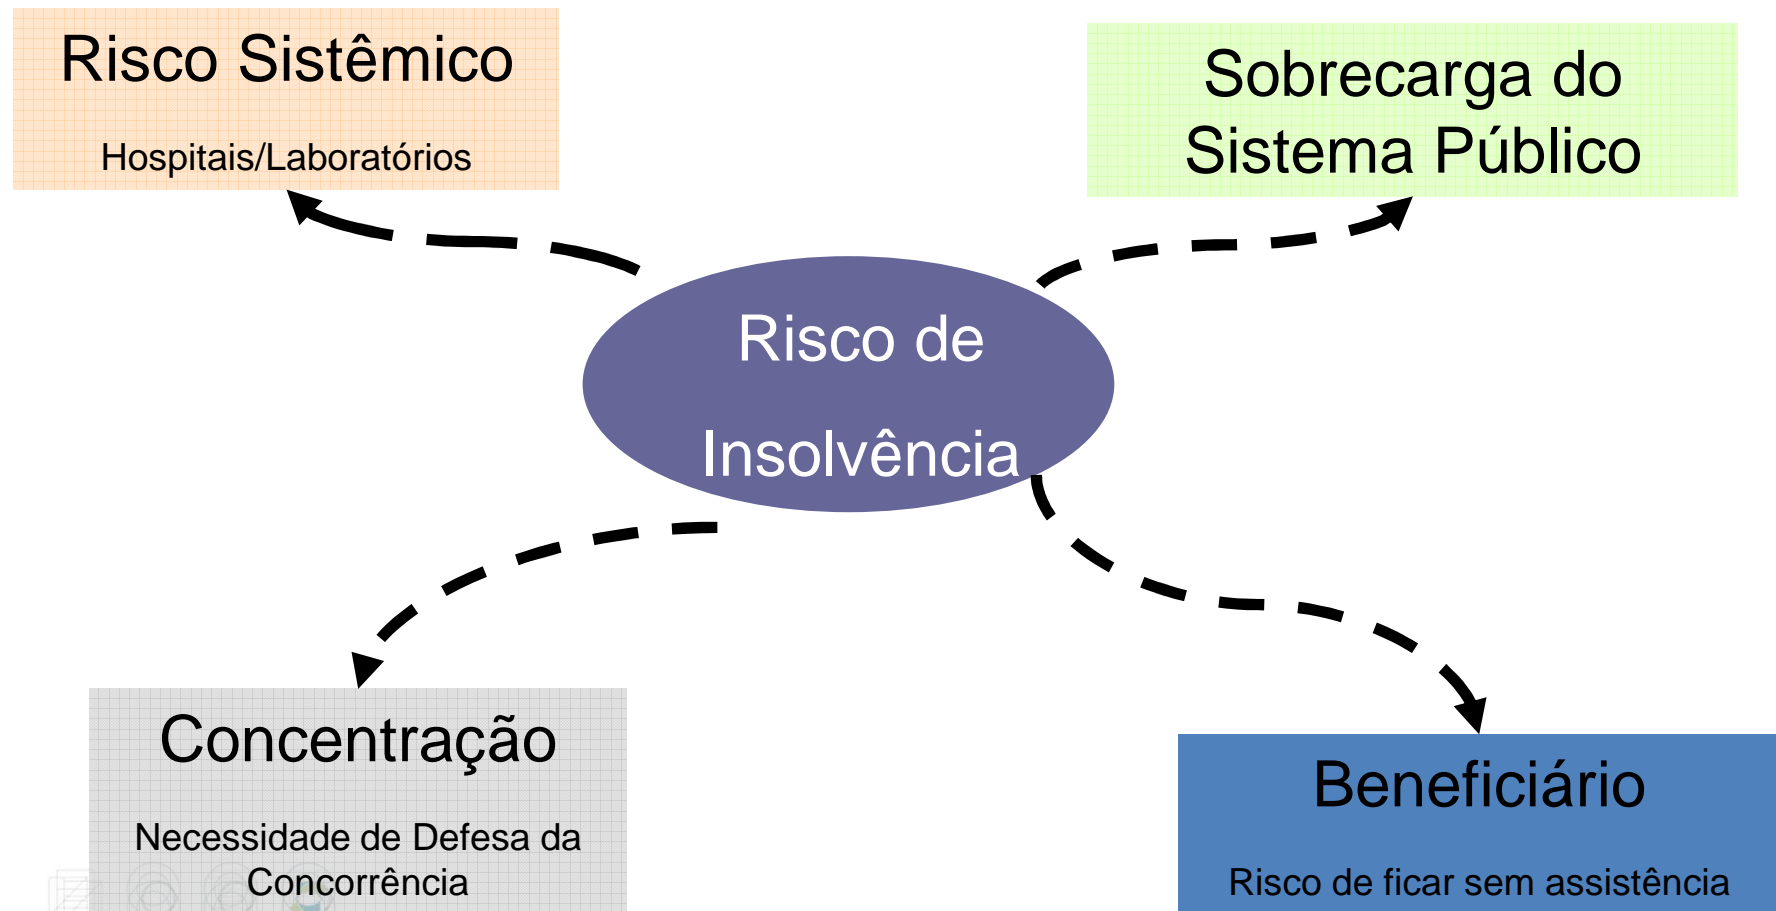 Risco Sistêmico
Hospitais/Laboratórios
Sobrecarga do
Sistema Público
Risco de
Insolvência
Concentração
Necessidade de Defesa da
Concorrência
Beneficiário
Risco de ficar sem assistência